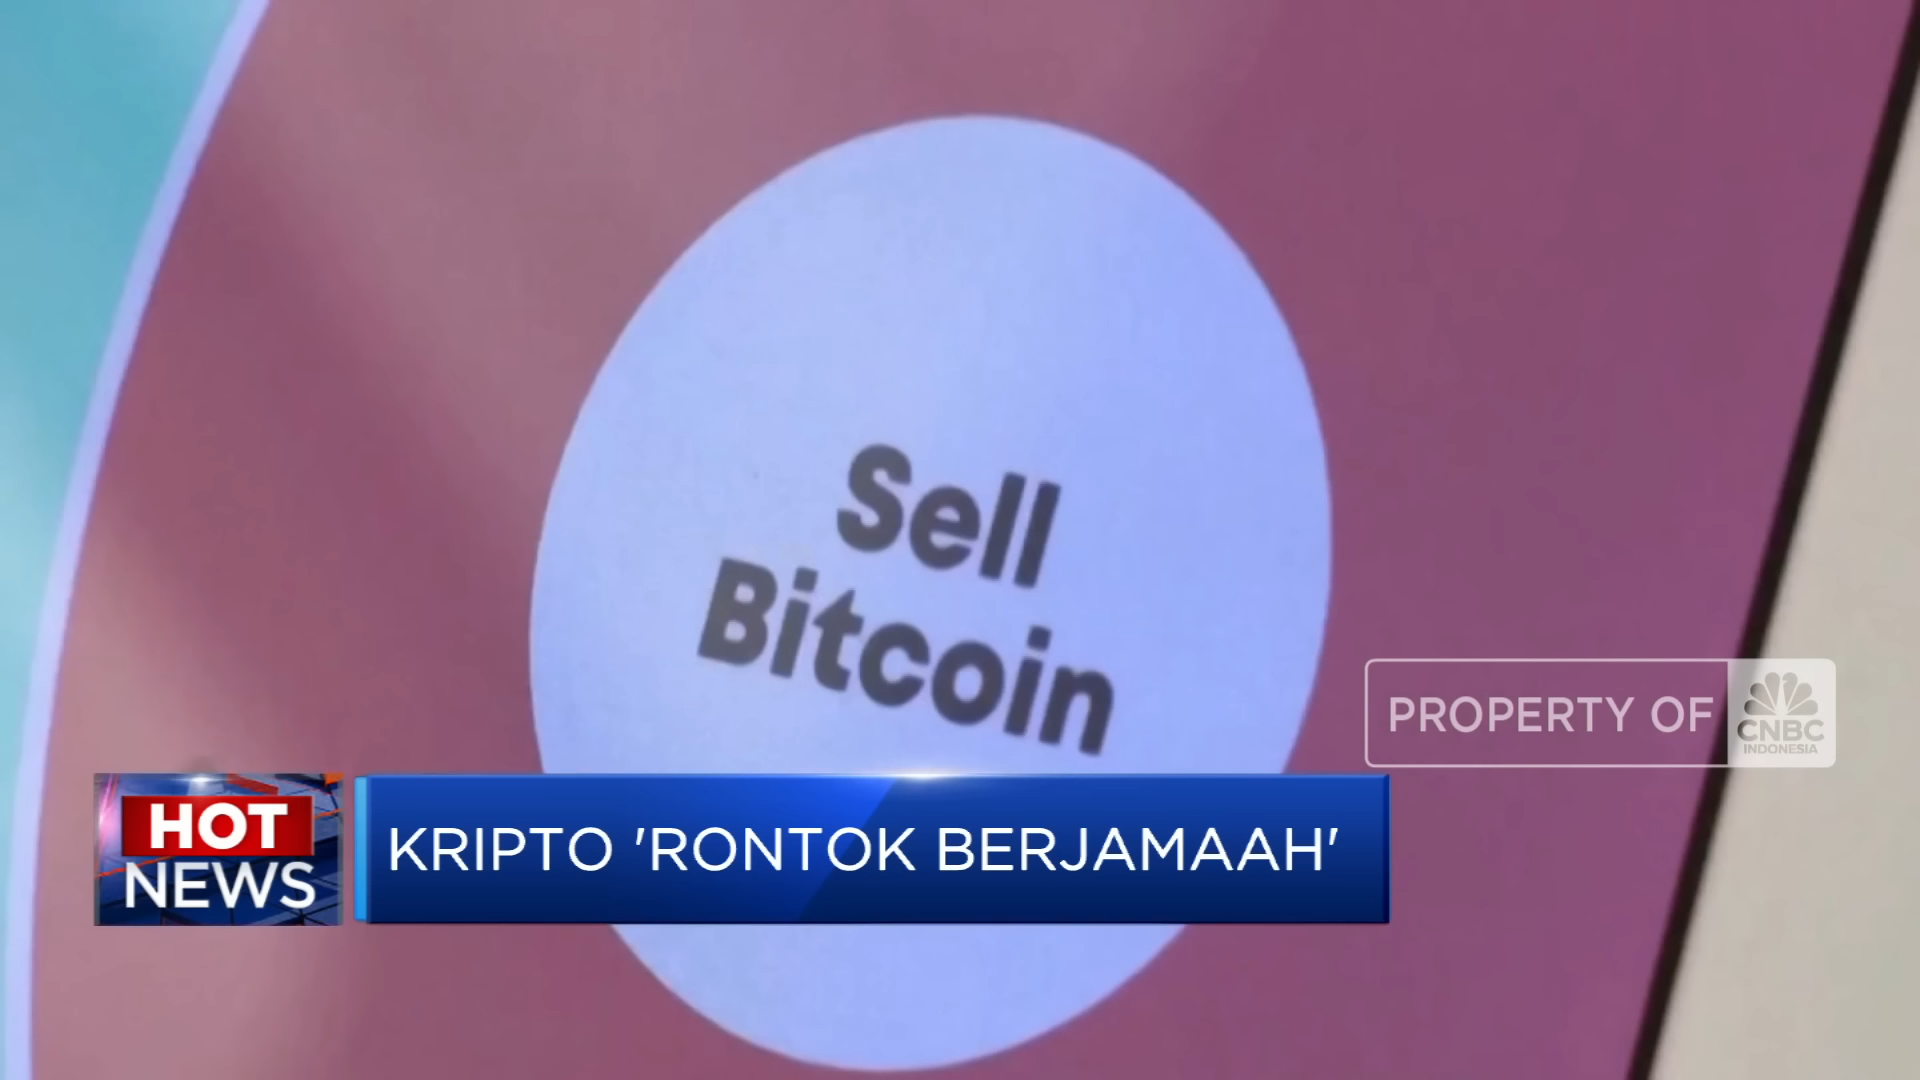 Sell
Bitcoin
PROPERTY OF
CNBC
INDONESIA
HOT
NEWS
KRIPTO 'RONTOK BERJAMAAH'